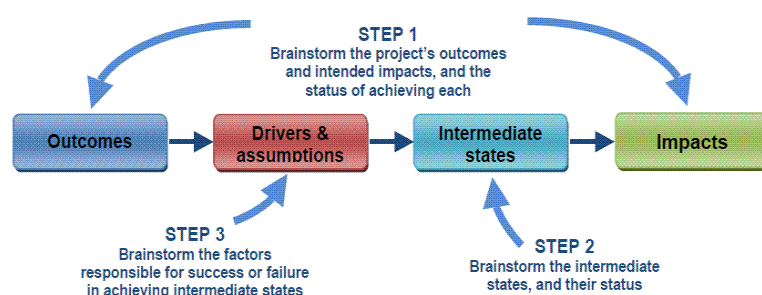 STEP 1
Brainstorm the project's outcomes
and intended impacts, and the
status of achieving each
Outcomes
Drivers &
assumptions
Intermediate
states
Impacts
STEP 3
Brainstorm the factors
responsible for success or failure
in achieving intermediate states
STEP 2
Brainstorm the intermediate
states, and their status